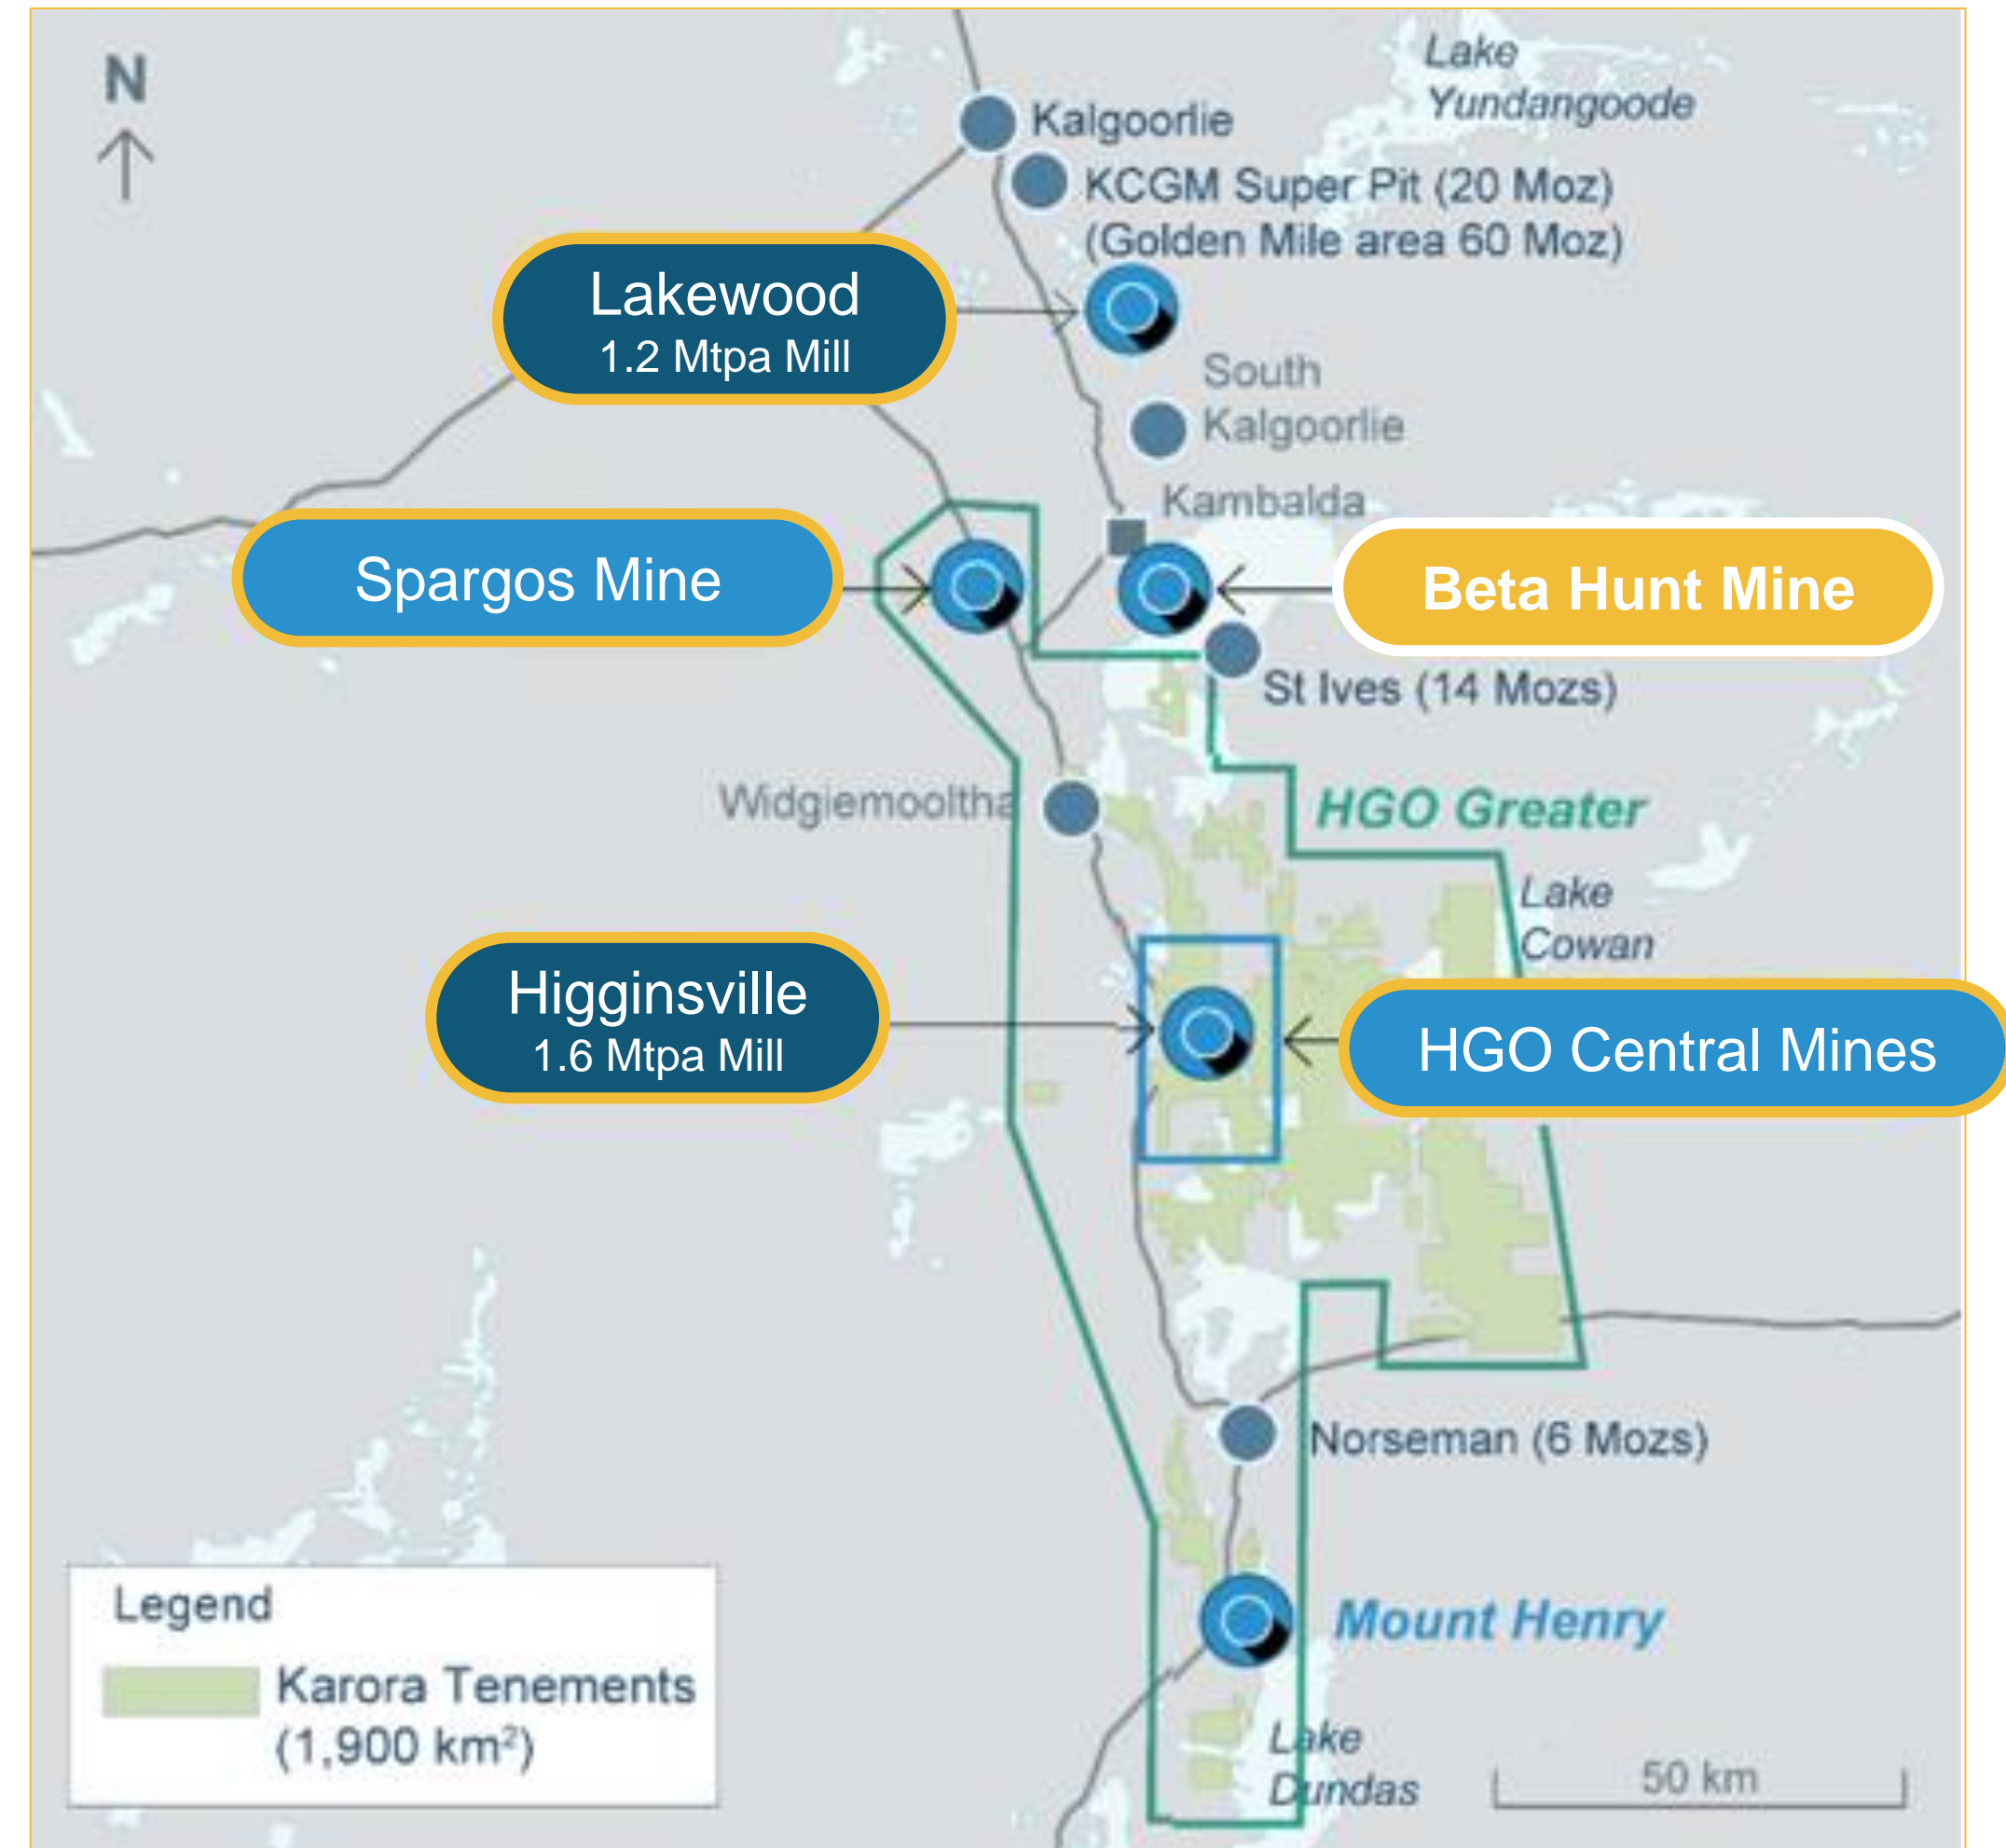 N
Lake
Yundangoode
Kalgoorlie
KCGM Super Pit (20 Moz)
(Golden Mile area 60 Moz)
Lakewood
1.2 Mtpa Mill
South
Kalgoorlie
Kambalda
Spargos Mine
Beta Hunt Mine
St Ives (14 Mozs)
Widgiemooltha
HGO Greater
Lake
Cowan
Higginsville
1.6 Mtpa Mill
HGO Central Mines
Norseman (6 Mozs)
Legend
Karora Tenements
(1,900 km²)
Mount Henry
Lake
Dundas
50 km